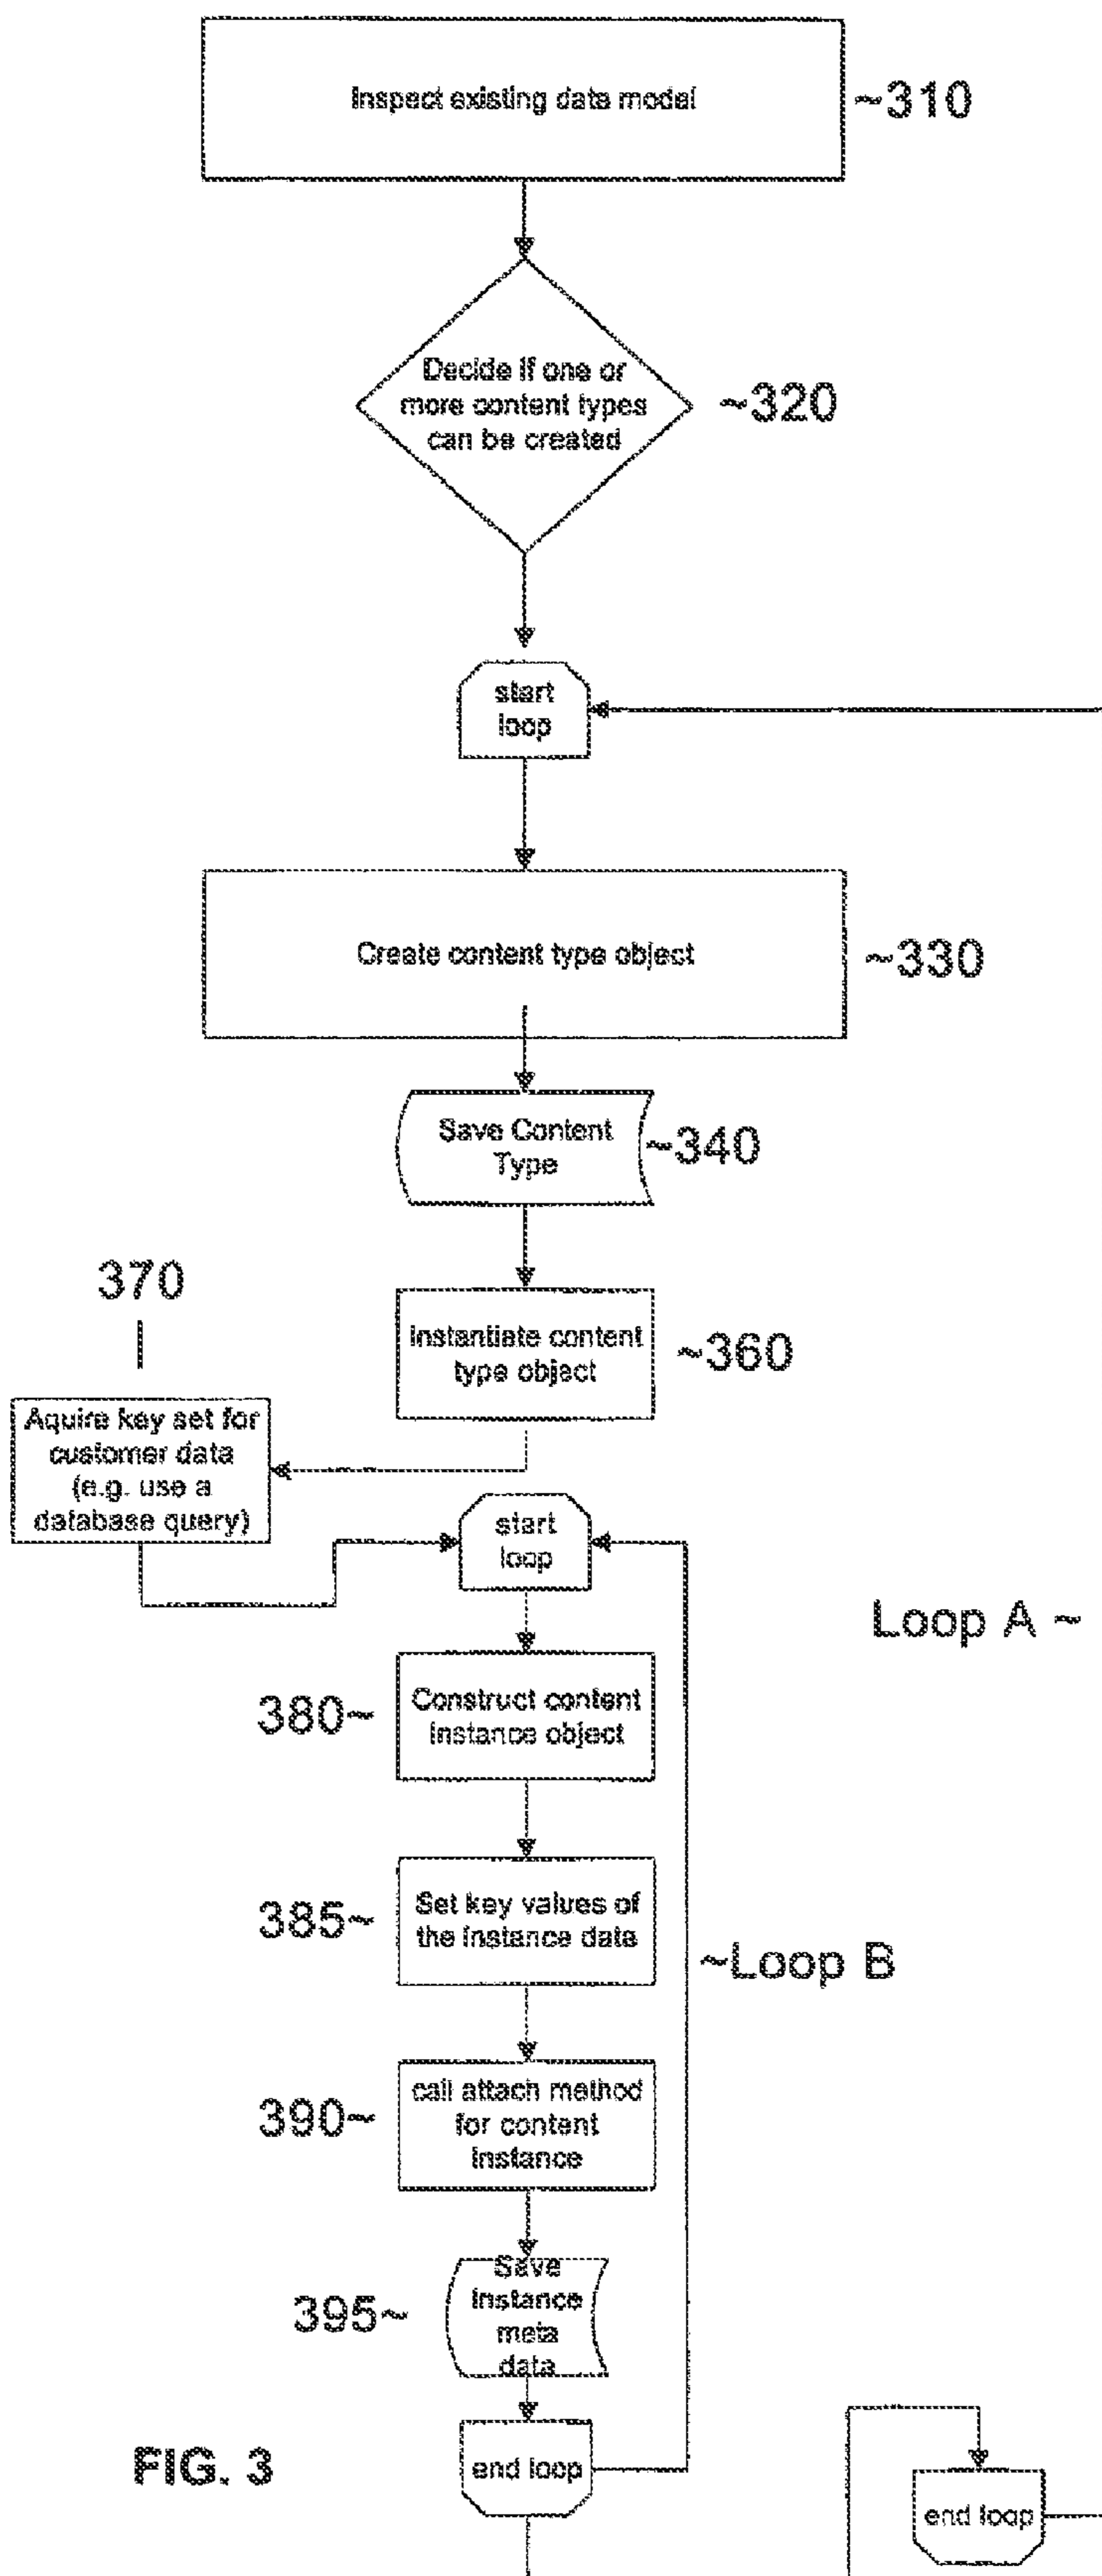 Inspect existing data model
~310
Decide if one or
more content types
can be created
~320
start
loop
Create content type object
~330
Save Content
Type
~340
370
Instantiate content
type object
~360
Aquire key set for
customer data
(e.g. use a
database query)
start
loop
Loop A ~
380~
Construct content
instance object
385~
Set key values of
the instance data
~Loop B
390~
call attach method
for content
instance
395~
Save
instance
meta
data
FIG. 3
end loop
end loop